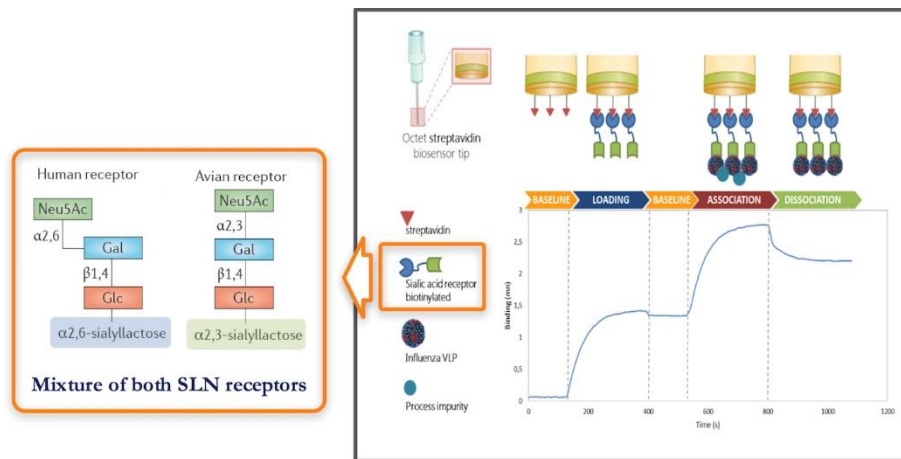 Human receptor
Avian receptor
Neu5Ac
Neu5Ac
α2,6
α2,3
Gal
Gal
β1,4
β1,4
Glc
Glc
α2,6-sialyllactose
α2,3-sialyllactose
Mixture of both SLN receptors
Octet streptavidin
biosensor tip
streptavidin
Sialic acid receptor
biotinylated
Influenza VLP
Process impurity
BASELINE
LOADING
BASELINE
ASSOCIATION
DISSOCIATION
Binding (nm)
3
2,5
2
1,5
1
0,5
0
0
200
400
600
800
1000
1200
Time (s)